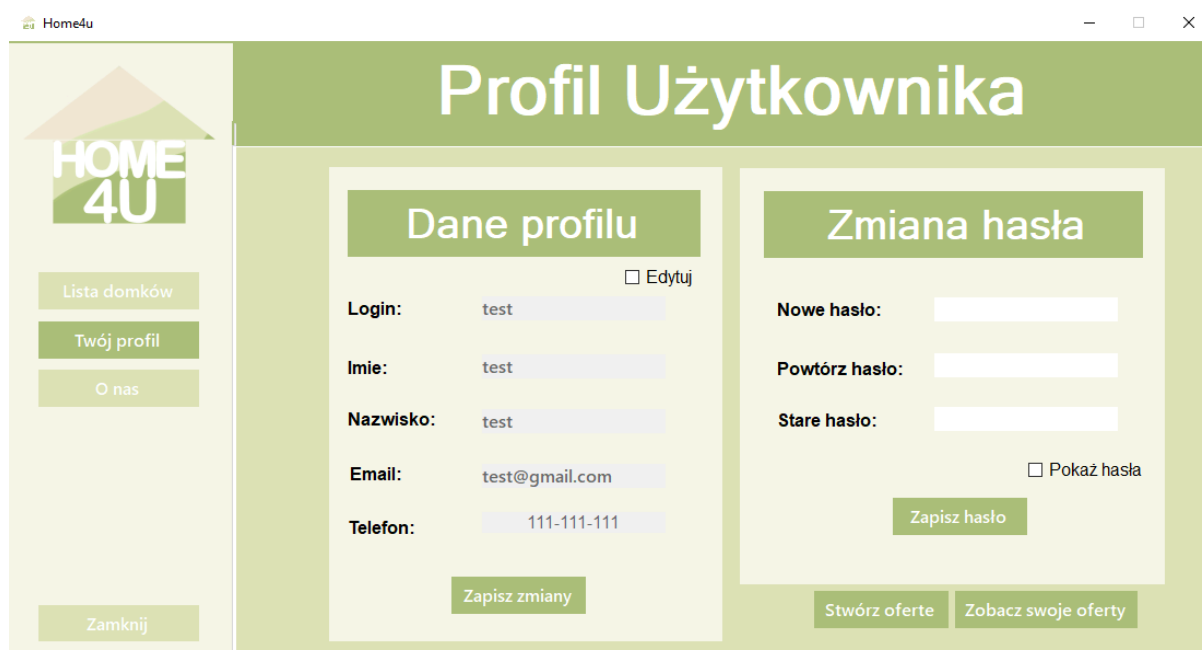 Home4u
Profil Użytkownika
HOME
4U
Lista domków
Twój profil
O nas
Zamknij
Dane profilu
Edytuj
Login: test
Imie: test
Nazwisko: test
Email: test@gmail.com
Telefon: 111-111-111
Zapisz zmiany
Zmiana hasła
Nowe hasło:
Powtórz hasło:
Stare hasło:
Pokaż hasła
Zapisz hasło
Stwórz oferte
Zobacz swoje oferty